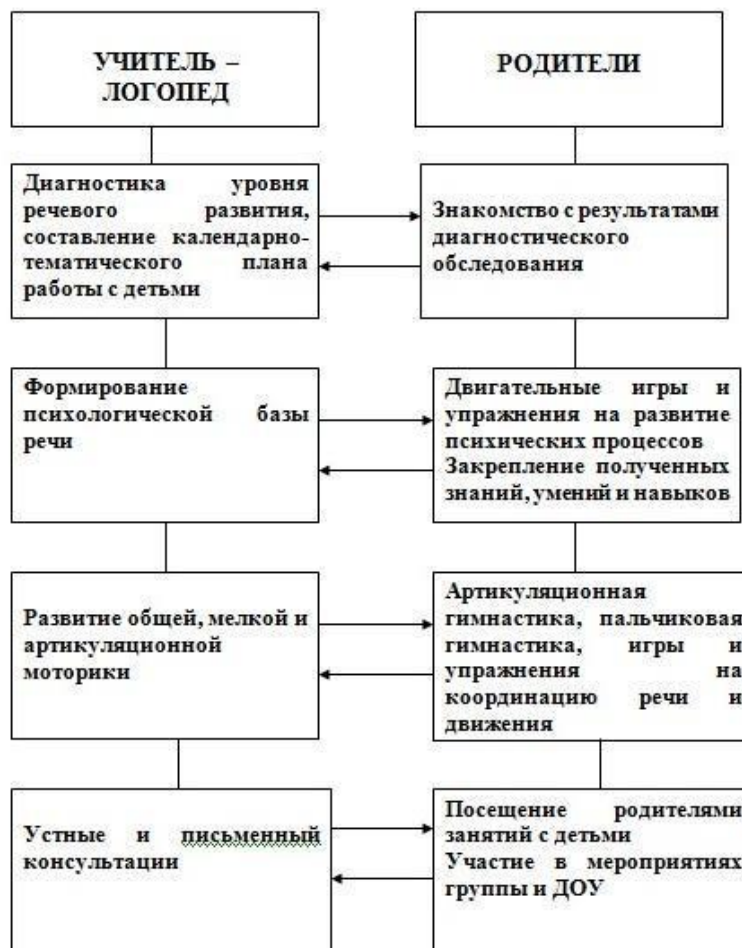 УЧИТЕЛЬ –
ЛОГОПЕД
РОДИТЕЛИ
Диагностика уровня
речевого развития,
составление календарно-
тематического плана
работы с детьми
Знакомство с результатами
диагностического
обследования
Формирование
психологической базы
речи
Двигательные игры и
упражнения на развитие
психических процессов
Закрепление полученных
знаний, умений и навыков
Развитие общей, мелкой и
артикуляционной
моторики
Артикуляционная
гимнастика, пальчиковая
гимнастика, игры и
упражнения на
координацию речи и
движения
Устные и письменный
консультации
Посещение родителями
занятий с детьми
Участие в мероприятиях
группы и ДОУ